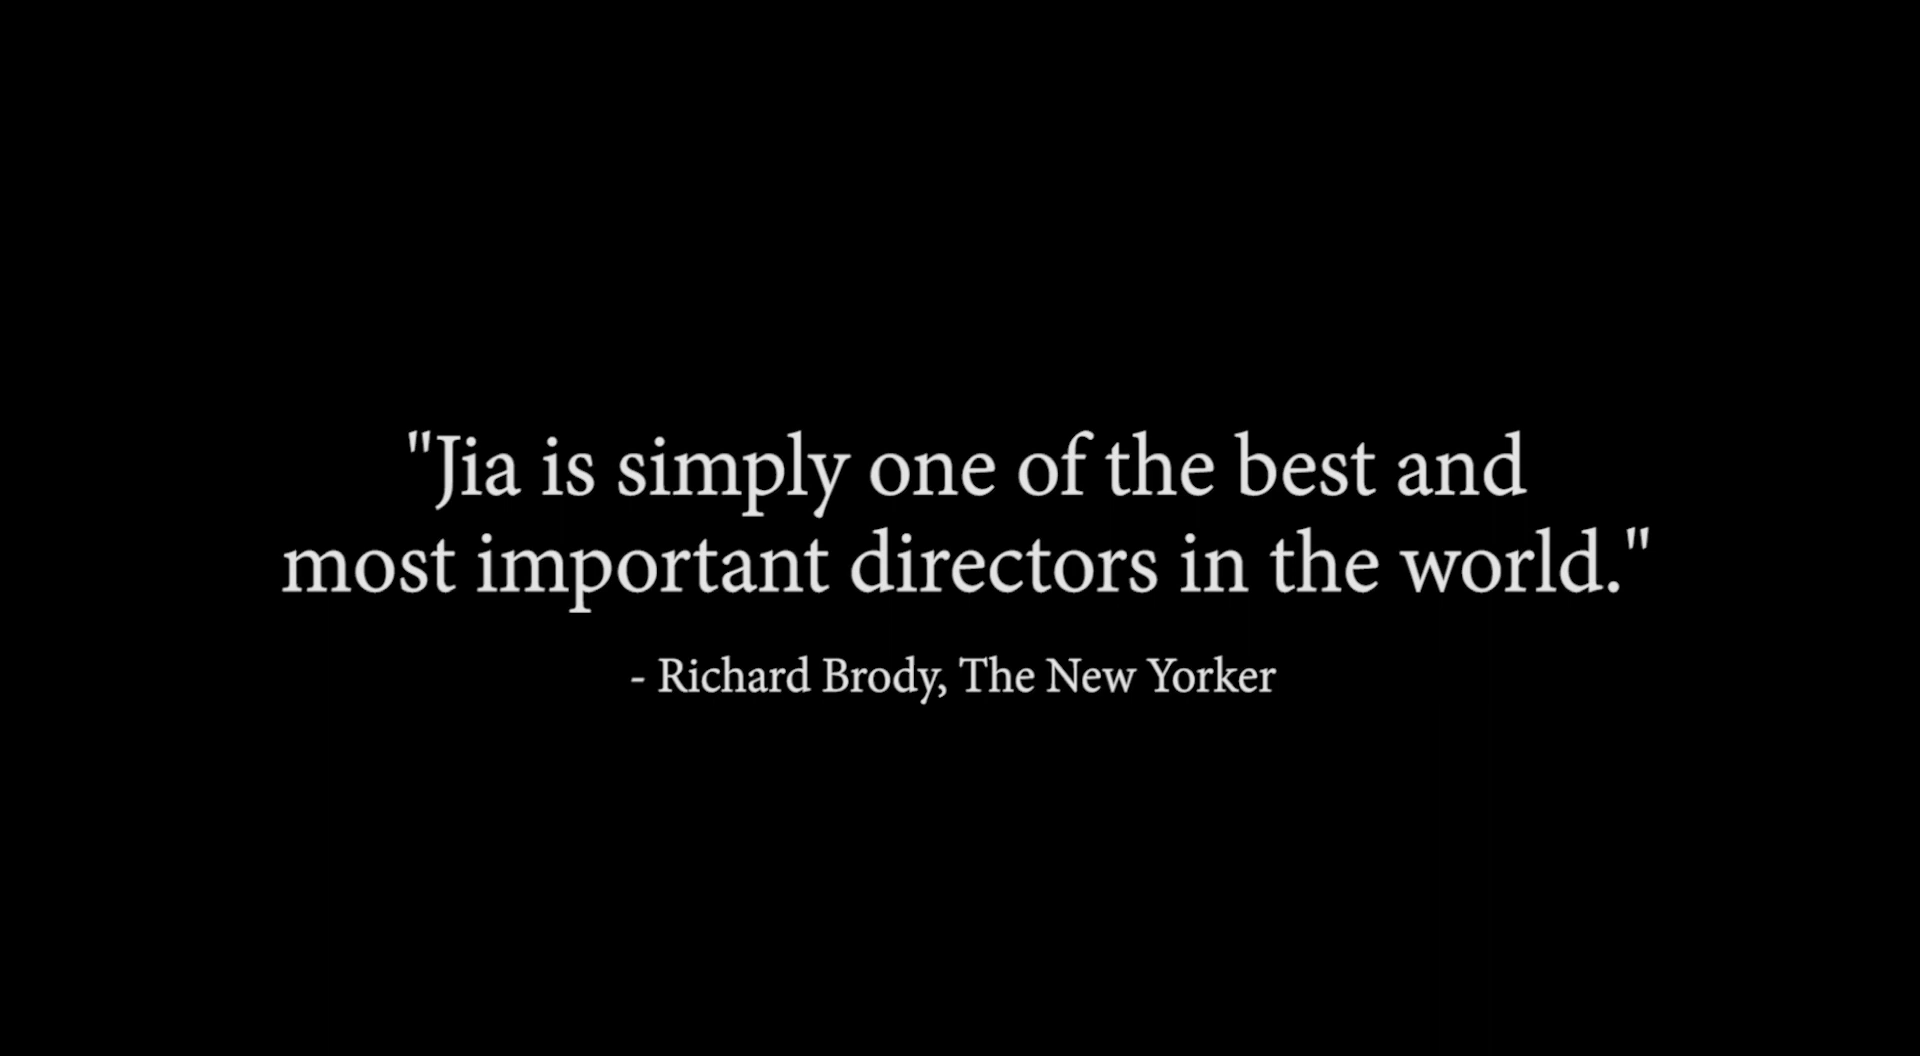 "Jia is simply one of the best and
most important directors in the world."
- Richard Brody, The New Yorker